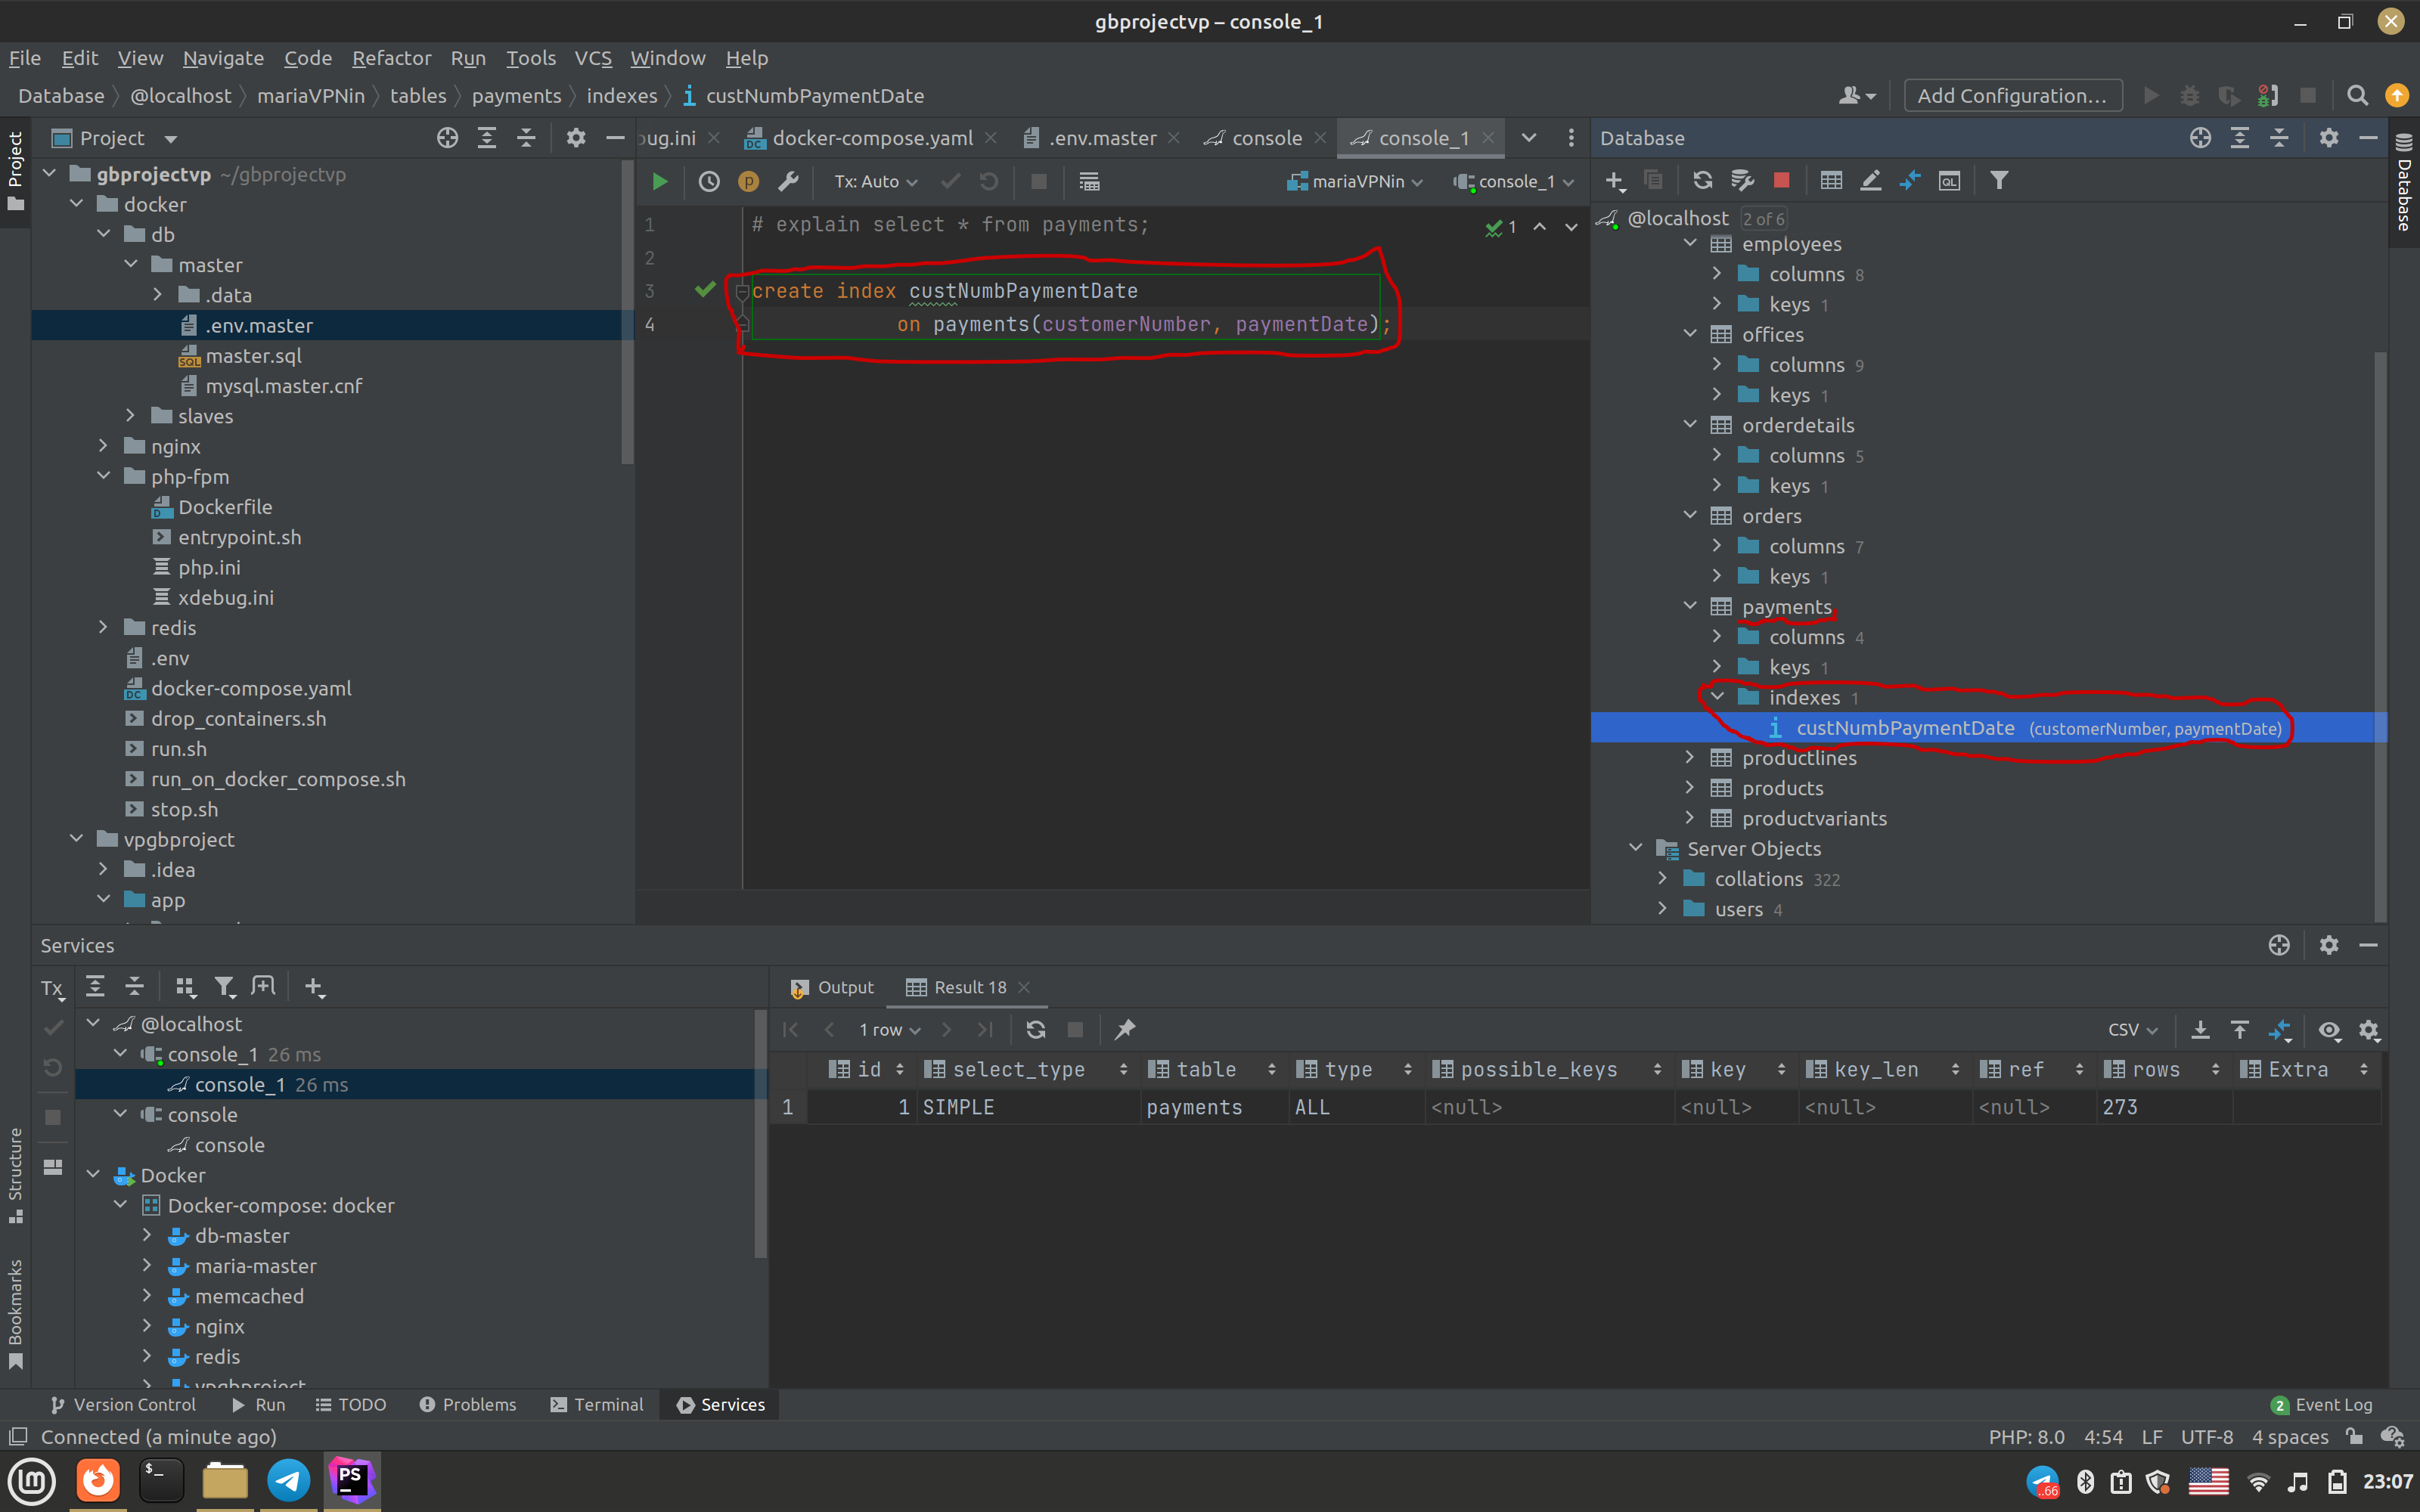 gbprojectvp – console_1
File Edit View Navigate Code Refactor Run Tools VCS Window Help
Database @localhost mariaVPNin tables payments indexes custNumbPaymentDate
Add Configuration...
Project
Project
bug.ini
docker-compose.yaml
.env.master
console
console_1
Database
Database
gbprojectvp ~/gbprojectvp
docker
db
master
.data
.env.master
master.sql
mysql.master.cnf
slaves
nginx
php-fpm
Dockerfile
entrypoint.sh
php.ini
xdebug.ini
redis
.env
docker-compose.yaml
drop_containers.sh
run.sh
run_on_docker_compose.sh
stop.sh
vpgbproject
.idea
app
Tx: Auto
mariaVPNin
console_1
1 # explain select * from payments;
1
2
3 create index custNumbPaymentDate
4 on payments(customerNumber, paymentDate);
@localhost 2 of 6
employees
columns 8
keys 1
offices
columns 9
keys 1
orderdetails
columns 5
keys 1
orders
columns 7
keys 1
payments
columns 4
keys 1
indexes 1
custNumbPaymentDate (customerNumber, paymentDate)
productlines
products
productvariants
Server Objects
collations 322
users 4
Services
Tx
@localhost
console_1 26 ms
console_1 26 ms
console
console
Docker
Docker-compose: docker
db-master
maria-master
memcached
nginx
redis
vpgbproject
Output
Result 18
1 row
CSV
id select_type table type possible_keys key key_len ref rows Extra
1 1 SIMPLE payments ALL <null> <null> <null> <null> 273
Structure
Bookmarks
Version Control Run TODO Problems Terminal Services
2 Event Log
Connected (a minute ago)
PHP: 8.0 4:54 LF UTF-8 4 spaces
PS
..66
23:07